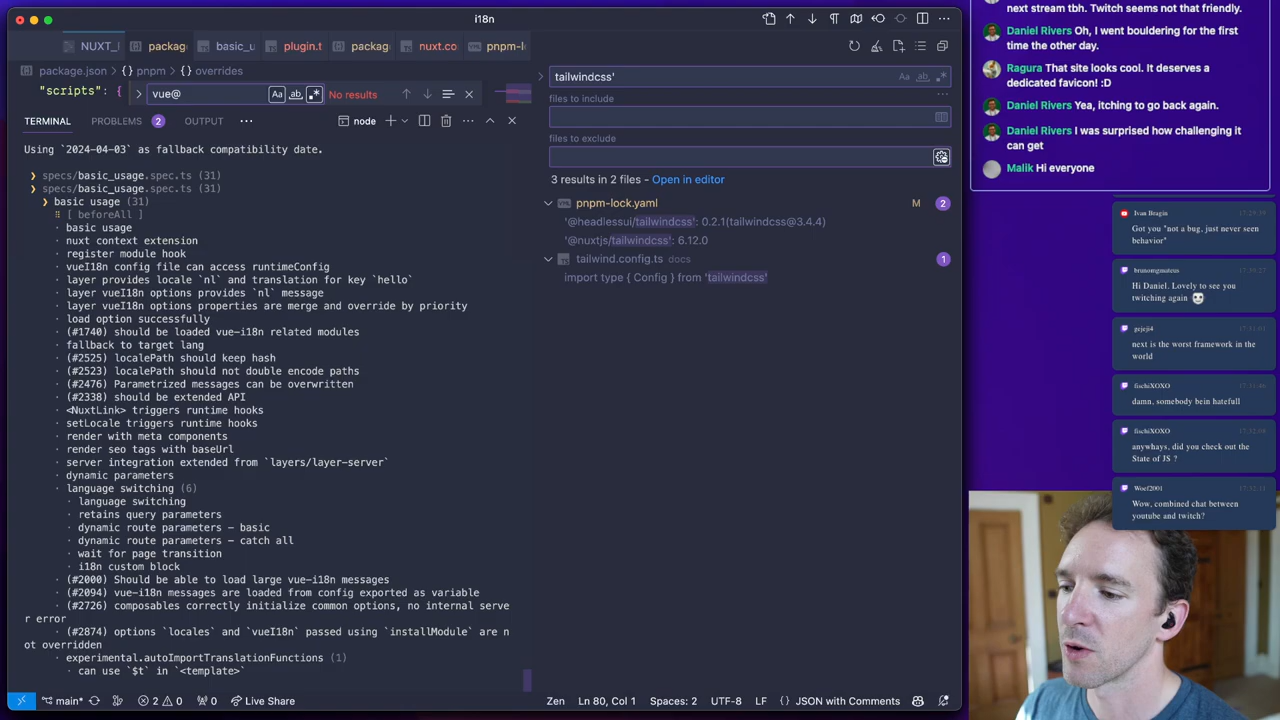 i18n
NUXT_
packag
basic_u
plugin.t
packag
nuxt.co
pnpm-l
package.json > pnpm > overrides
"scripts": {
vue@
Aa
ab
No results
TERMINAL
PROBLEMS 2
OUTPUT
node
Using `2024-04-03` as fallback compatibility date.
❯ specs/basic_usage.spec.ts (31)
❯ specs/basic_usage.spec.ts (31)
❯ basic usage (31)
[ beforeAll ]
· basic usage
· nuxt context extension
· register module hook
· vueI18n config file can access runtimeConfig
· layer provides locale `nl` and translation for key `hello`
· layer vueI18n options provides `nl` message
· layer vueI18n options properties are merge and override by priority
· load option successfully
· (#1740) should be loaded vue-i18n related modules
· fallback to target lang
· (#2525) localePath should keep hash
· (#2523) localePath should not double encode paths
· (#2476) Parametrized messages can be overwritten
· (#2338) should be extended API
· <NuxtLink> triggers runtime hooks
· setLocale triggers runtime hooks
· render with meta components
· render seo tags with baseUrl
· server integration extended from `layers/layer-server`
· dynamic parameters
· language switching (6)
· language switching
· retains query parameters
· dynamic route parameters – basic
· dynamic route parameters – catch all
· wait for page transition
· i18n custom block
· (#2000) Should be able to load large vue-i18n messages
· (#2094) vue-i18n messages are loaded from config exported as variable
· (#2726) composables correctly initialize common options, no internal serve
r error
· (#2874) options `locales` and `vueI18n` passed using `installModule` are n
ot overridden
· experimental.autoImportTranslationFunctions (1)
· can use `$t` in `<template>`
tailwindcss'
Aa
ab
files to include
files to exclude
3 results in 2 files - Open in editor
pnpm-lock.yaml M 2
'@headlessui/tailwindcss': 0.2.1(tailwindcss@3.4.4)
'@nuxtjs/tailwindcss': 6.12.0
tailwind.config.ts docs 1
import type { Config } from 'tailwindcss'
main*
2 0
0
Live Share
Zen
Ln 80, Col 1
Spaces: 2
UTF-8
LF
{ } JSON with Comments
next stream tbh. Twitch seems not that friendly.
Daniel Rivers Oh, I went bouldering for the first
time the other day.
Ragura That site looks cool. It deserves a
dedicated favicon! :D
Daniel Rivers Yea, itching to go back again.
Daniel Rivers I was surprised how challenging it
can get
Malik Hi everyone
Ivan Bragin 17:29:39
Got you "not a bug, just never seen
behavior"
Hi Daniel. Lovely to see you
twitching again
next is the worst framework in the
world
fischiXOXO
damn, somebody bein hatefull
fischiXOXO
anywhays, did you check out the
State of JS ?
Woef2001
Wow, combined chat between
youtube and twitch?